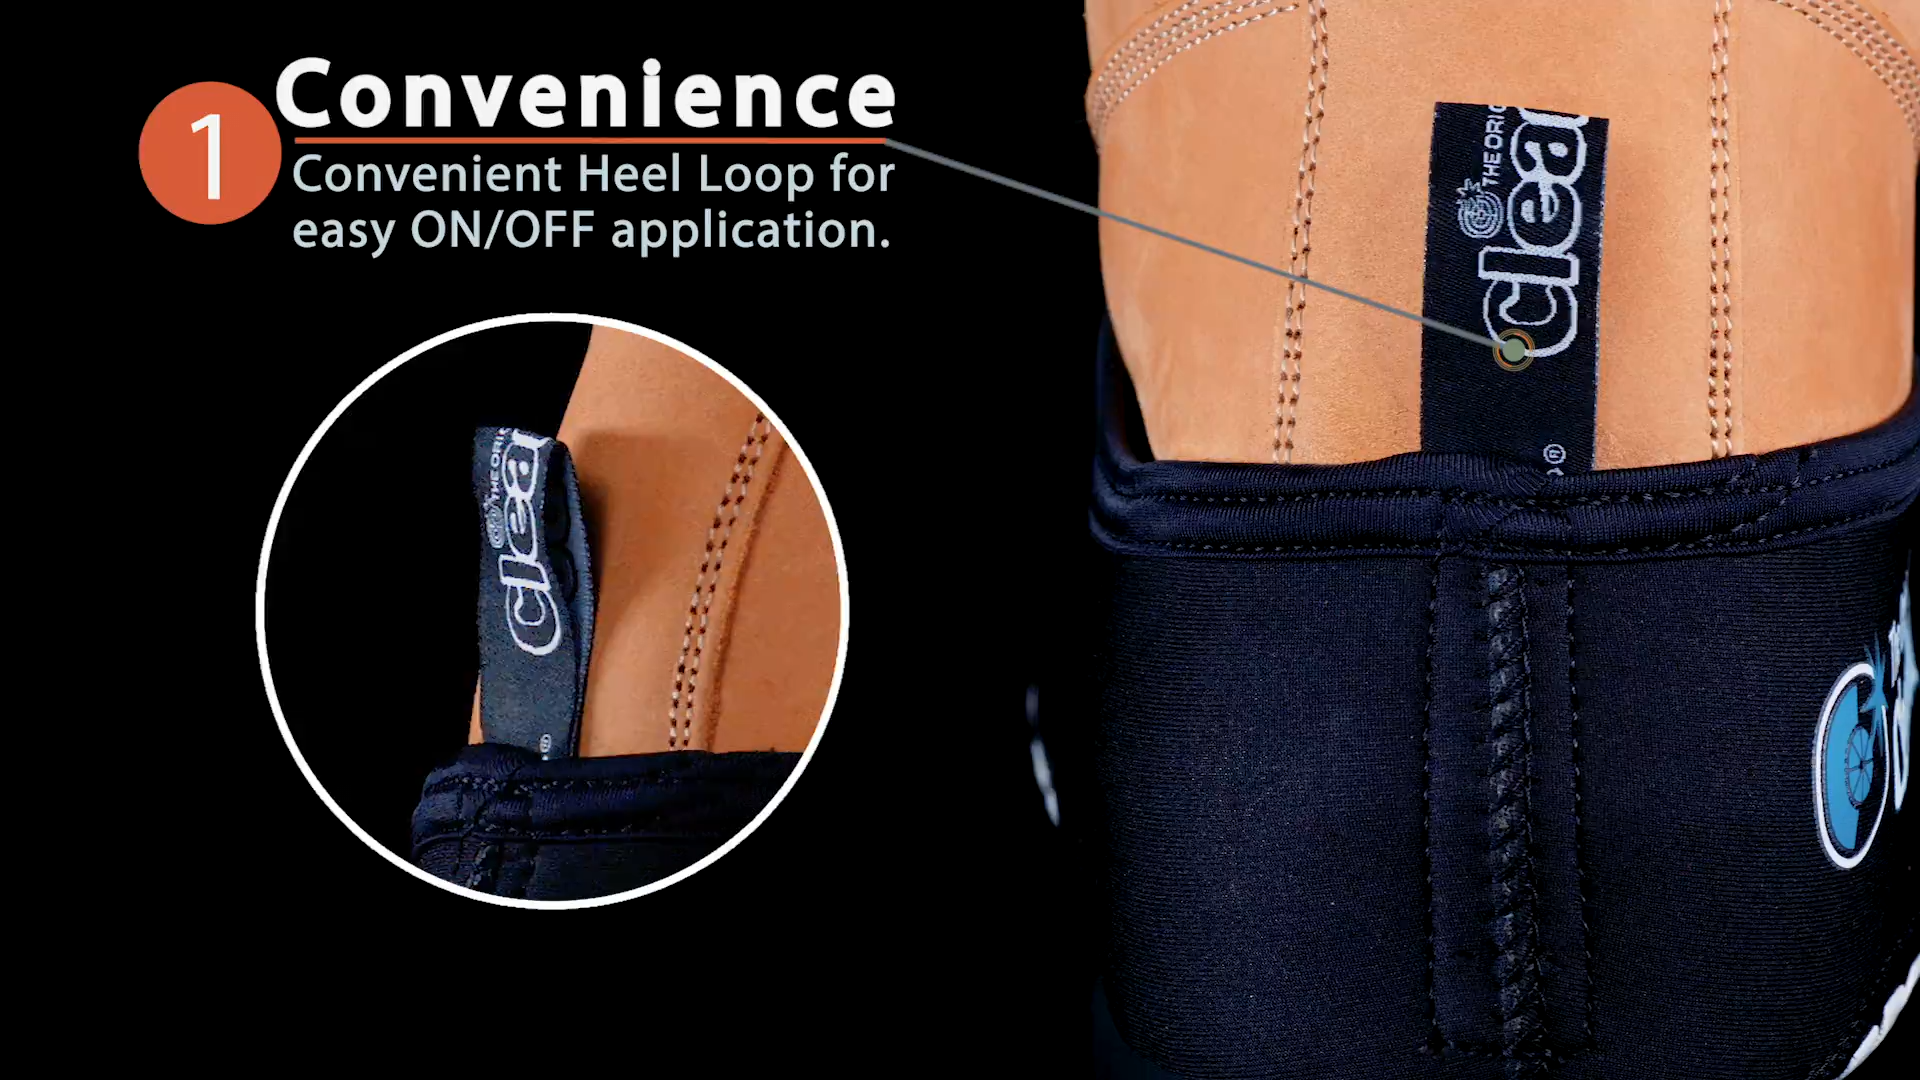 1
Convenience
Convenient Heel Loop for
easy ON/OFF application.
THE ORIG
Clea
®
THE ORIG
Clea
®